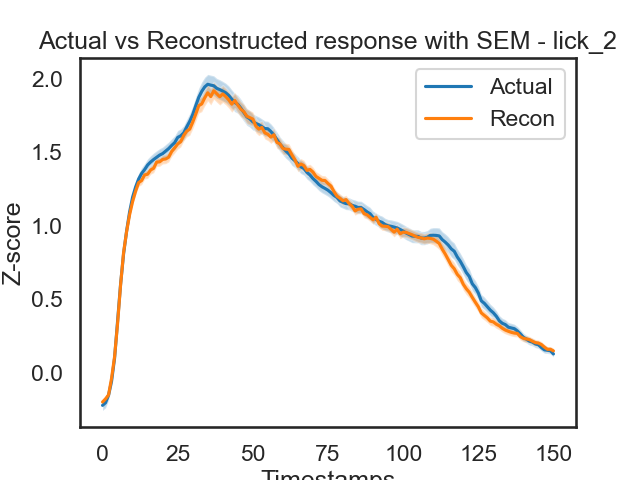 Actual vs Reconstructed response with SEM - lick_2
Actual
Recon
Z-score
2.0
1.5
1.0
0.5
0.0
0 25 50 75 100 125 150
Timestamps